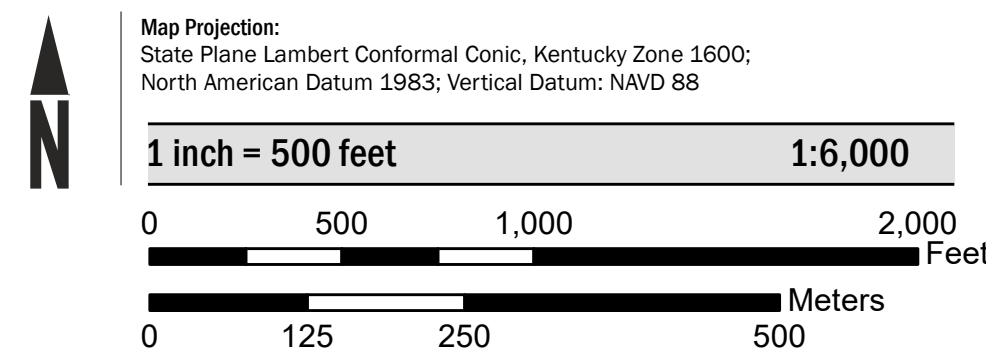 N
Map Projection:
State Plane Lambert Conformal Conic, Kentucky Zone 1600;
North American Datum 1983; Vertical Datum: NAVD 88
1 inch = 500 feet 1:6,000
0 500 1,000 2,000
Feet
Meters
0 125 250 500